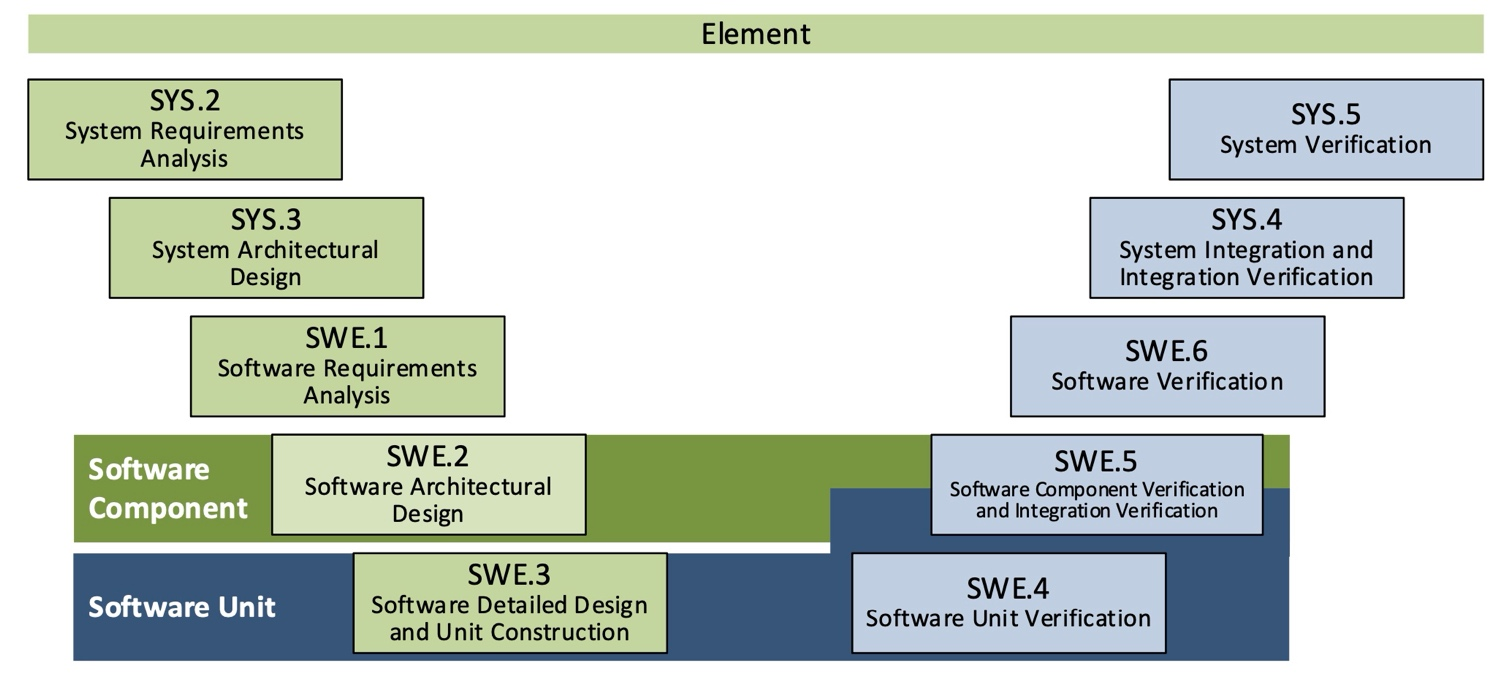 Element
SYS.2
System Requirements
Analysis
SYS.5
System Verification
SYS.3
System Architectural
Design
SYS.4
System Integration and
Integration Verification
SWE.1
Software Requirements
Analysis
SWE.6
Software Verification
Software
Component
SWE.2
Software Architectural
Design
SWE.5
Software Component Verification
and Integration Verification
Software Unit
SWE.3
Software Detailed Design
and Unit Construction
SWE.4
Software Unit Verification